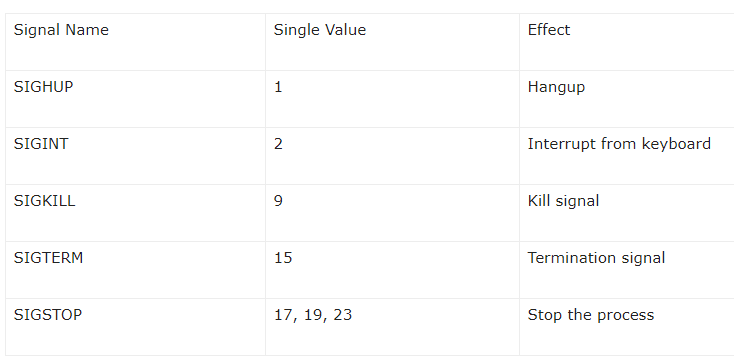 Signal Name Single Value Effect
SIGHUP 1 Hangup
SIGINT 2 Interrupt from keyboard
SIGKILL 9 Kill signal
SIGTERM 15 Termination signal
SIGSTOP 17, 19, 23 Stop the process